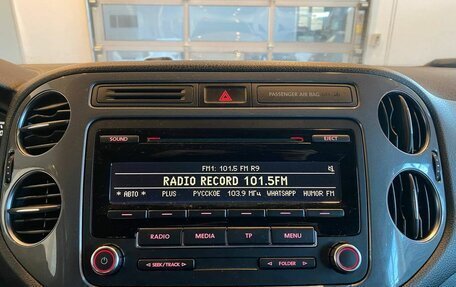 PASSENGER AIR BAG
SOUND
EJECT
FM1: 101.5 FM R9
RADIO RECORD 101.5FM
* АВТО * PLUS РУССКОЕ 103.9 МГц WHATSAPP HUMOR FM
RADIO MEDIA TP MENU
SEEK/TRACK FOLDER